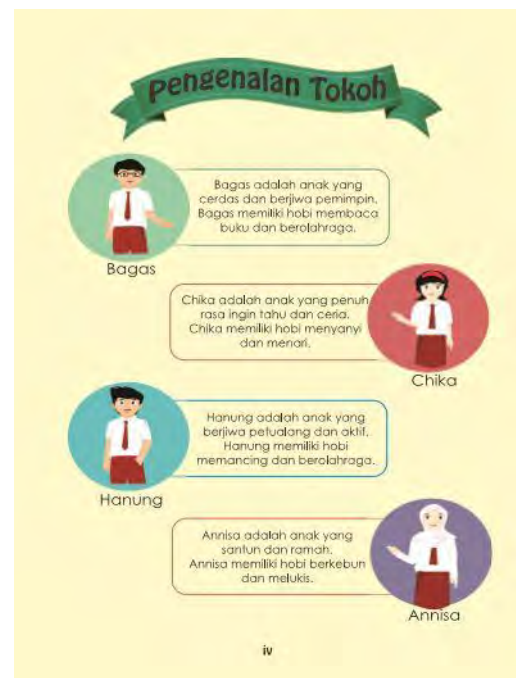 Pengenalan Tokoh
Bagas adalah anak yang
cerdas dan berjiwa pemimpin.
Bagas memiliki hobi membaca
buku dan berolahraga.
Bagas
Chika adalah anak yang penuh
rasa ingin tahu dan ceria.
Chika memiliki hobi menyanyi
dan menari.
Chika
Hanung adalah anak yang
berjiwa petualang dan aktif.
Hanung memiliki hobi
memancing dan berolahraga.
Hanung
Annisa adalah anak yang
santun dan ramah.
Annisa memiliki hobi berkebun
dan melukis.
Annisa
iv